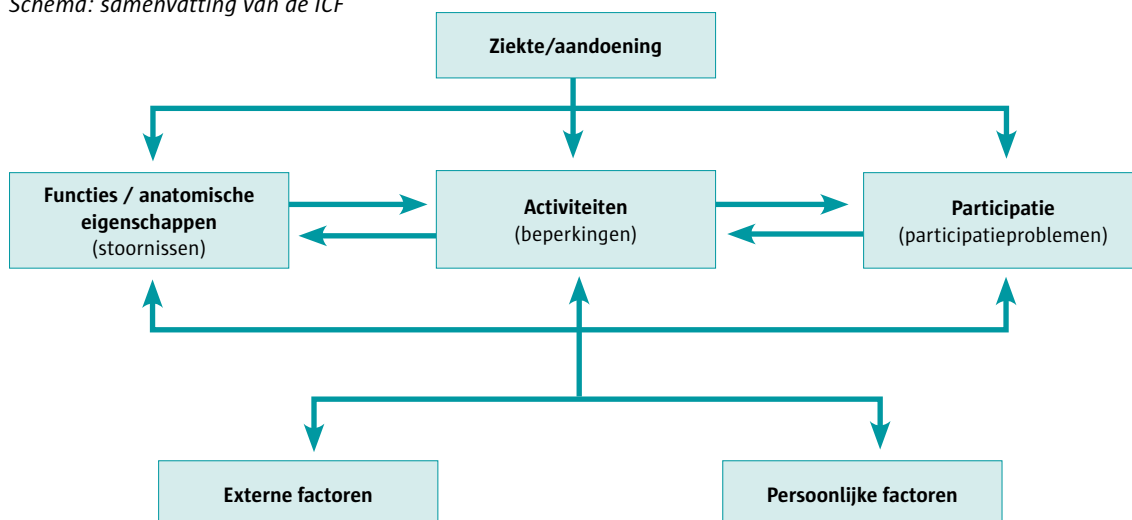 Schema: samenvatting van de ICF
Ziekte/aandoening
Functies / anatomische
eigenschappen
(stoornissen)
Activiteiten
(beperkingen)
Participatie
(participatieproblemen)
Externe factoren
Persoonlijke factoren